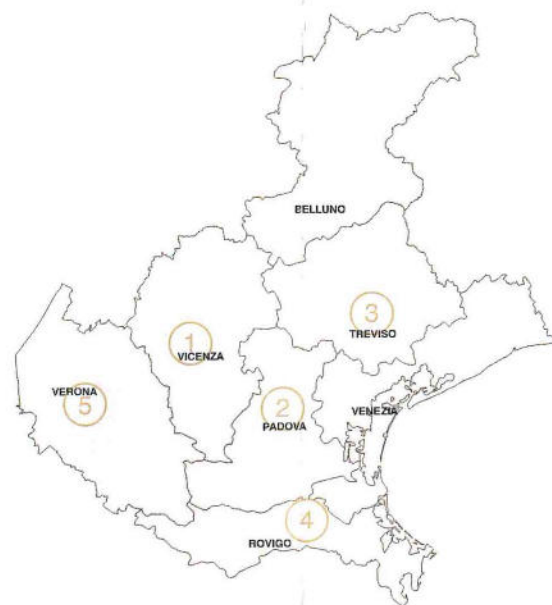 BELLUNO
3
TREVISO
1
VICENZA
VERONA
5
2
PADOVA
VENEZIA
4
ROVIGO